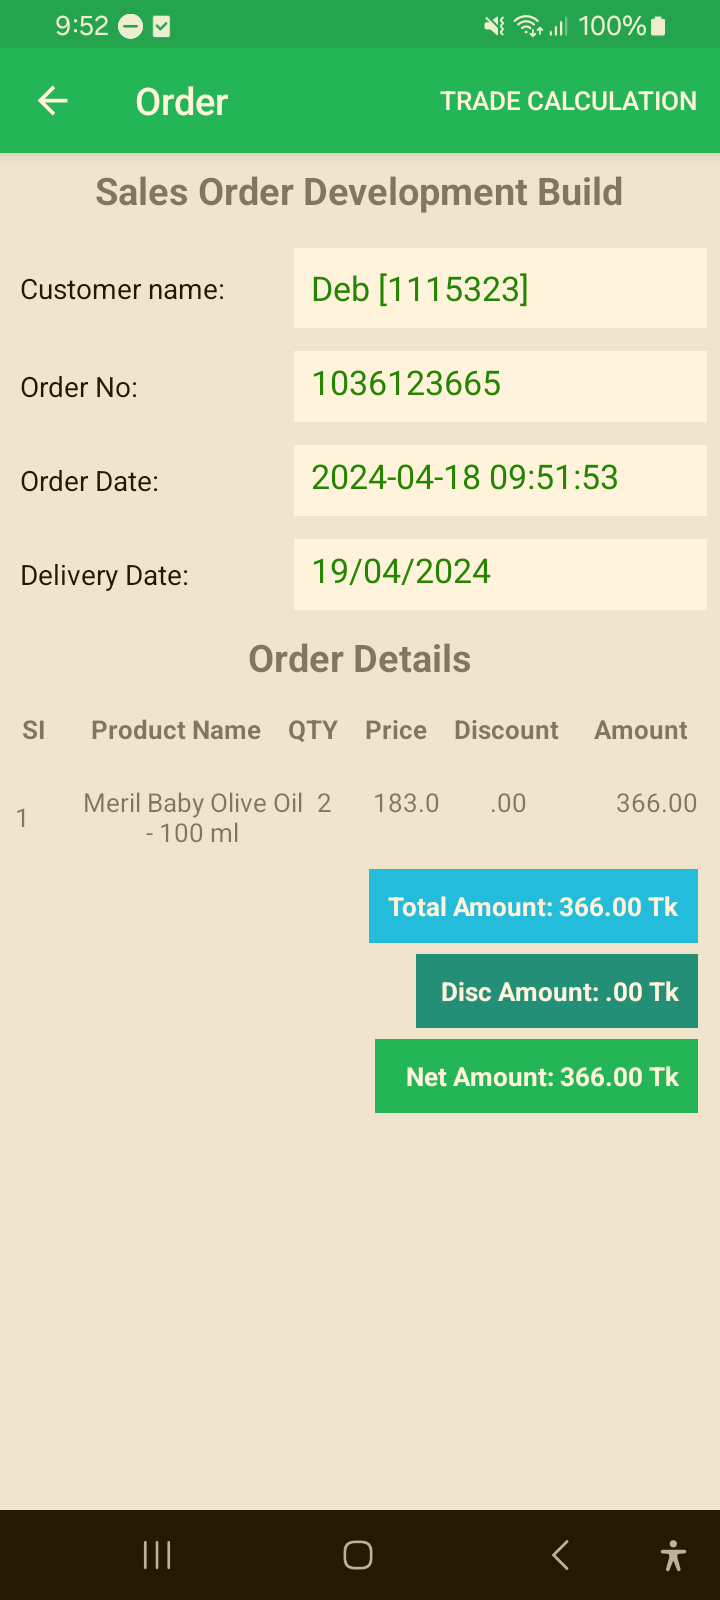 9:52 100%
Order TRADE CALCULATION
Sales Order Development Build
Customer name: Deb [1115323]
Order No: 1036123665
Order Date: 2024-04-18 09:51:53
Delivery Date: 19/04/2024
Order Details
SI Product Name QTY Price Discount Amount
1 Meril Baby Olive Oil 2 183.0 .00 366.00
- 100 ml
Total Amount: 366.00 Tk
Disc Amount: .00 Tk
Net Amount: 366.00 Tk